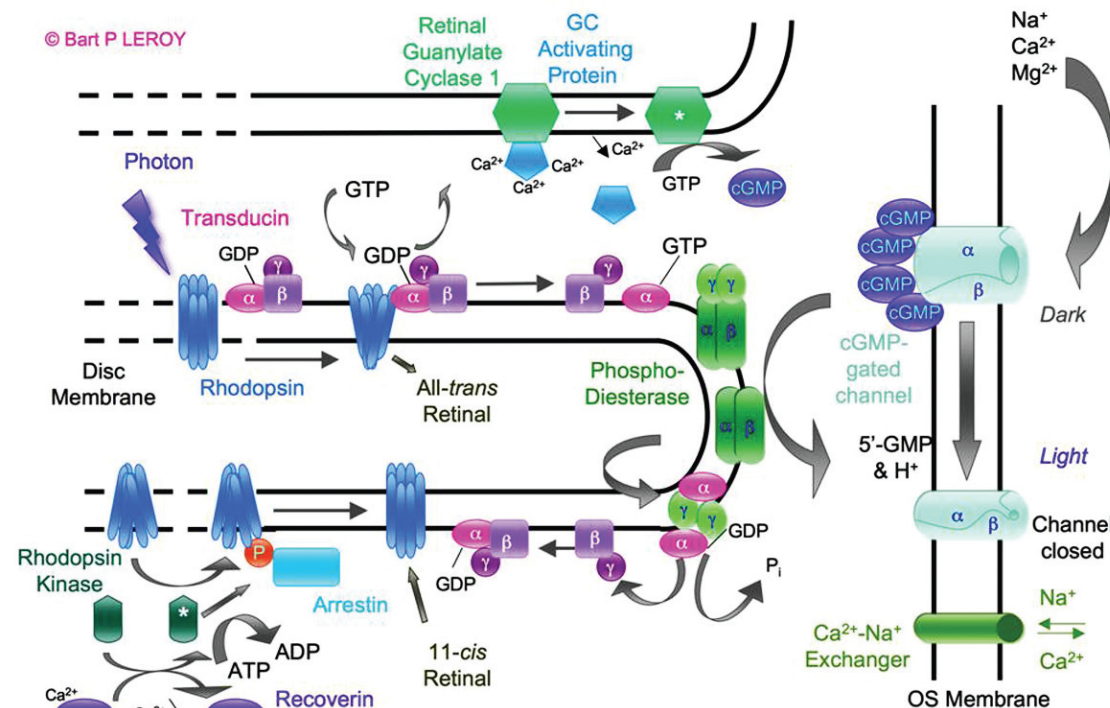 © Bart P LEROY
Retinal
Guanylate
Cyclase 1
GC
Activating
Protein
*
Ca²⁺
Ca²⁺
Ca²⁺
Ca²⁺
GTP
cGMP
Na⁺
Ca²⁺
Mg²⁺
Photon
Transducin
GDP
γ
α
β
GTP
GDP
γ
α
β
γ
β
GTP
α
γ γ
α β
α β
Disc
Membrane
Rhodopsin
All-trans
Retinal
Phospho-
Diesterase
cGMP
cGMP
cGMP
cGMP
α
β
Dark
cGMP-
gated
channel
5'-GMP
& H⁺
Light
α β
Channel
closed
Rhodopsin
Kinase
*
P
Arrestin
ATP
ADP
11-cis
Retinal
α
β
γ
GDP
β
γ
α
γ
γ
α
GDP
Pi
Ca²⁺-Na⁺
Exchanger
Na⁺
Ca²⁺
OS Membrane
Ca²⁺
Recoverin